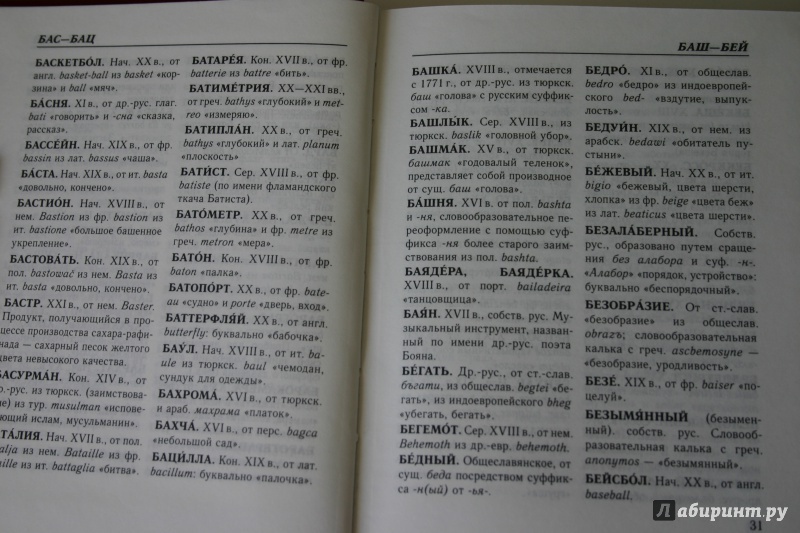 БАС—БАЦ
БАСКЕТБО́Л. Нач. XX в., от
англ. basket-ball из basket «кор-
зина» и ball «мяч».
БА́СНЯ. XI в., от др.-рус. глаг.
bati «говорить» и -сна «сказка,
рассказ».
БАССЕ́ЙН. Нач. XIX в., от фр.
bassin из лат. bassus «чаша».
БА́СТА. Нач. XIX в., от ит. basta
«довольно, кончено».
БАСТИО́Н. Нач. XVIII в., от
нем. Bastion из фр. bastion из
ит. bastione «большое башенное
укрепление».
БАСТОВА́ТЬ. Кон. XIX в., от
пол. bastować из нем. Basta из
ит. basta «довольно, кончено».
БАСТР. XXI в., от нем. Baster.
Продукт, получающийся в про-
цессе производства сахара-рафи-
нада — сахарный песок желтого
цвета невысокого качества.
БАСУРМА́Н. Кон. XIV в., от
др.-рус. из тюркск. (заимствова-
но) из тур. musulman «испове-
ющий ислам, мусульманин».
БАТА́ЛИЯ. Нач. XVII в., от пол.
alja из нем. Bataille из фр.
aille из ит. battaglia «битва».
БАТАРЕ́Я. Кон. XVII в., от фр.
batterie из battre «бить».
БАТИМЕ́ТРИЯ. XX—XXI вв.,
от греч. bathys «глубокий» и met-
reo «измеряю».
БАТИПЛА́Н. XX в., от греч.
bathys «глубокий» и лат. planum
«плоскость»
БАТИ́СТ. Сер. XVIII в., от фр.
batiste (по имени фламандского
ткача Батиста).
БАТО́МЕТР. XX в., от греч.
bathos «глубина» и фр. metre из
греч. metron «мера».
БАТО́Н. Кон. XIX в., от фр.
baton «палка».
БАТОПО́РТ. XX в., от фр. bate-
au «судно» и porte «дверь, вход».
БАТТЕРФЛЯ́Й. XX в., от англ.
butterfly: буквально «бабочка».
БАУ́Л. Нач. XVIII в., от ит. ba-
ule из тюркск. baul «чемодан,
сундук для одежды».
БАХРОМА́. XVI в., от тюркск.
и араб. махрама «платок».
БАХЧА́. XVI в., от перс. bagca
«небольшой сад».
БАЦИ́ЛЛА. Кон. XIX в., от лат.
bacillum: буквально «палочка».
БАШ—БЕЙ
БАШКА́. XVIII в., отмечается
с 1771 г., от др.-рус. из тюркск.
баш «голова» с русским суффик-
сом -ка.
БАШЛЫ́К. Сер. XVIII в., из
тюркск. baslik «головной убор».
БАШМА́К. XV в., от тюркск.
башмак «годовалый теленок»,
представляет собой производное
от сущ. баш «голова».
БА́ШНЯ. XVI в. от пол. bashta
и -ня, словообразовательное пе-
реоформление с помощью суф-
фикса -ня более старого заим-
ствования из пол. bashta.
БАЯДЕ́РА, БАЯДЕ́РКА.
XVIII в., от порт. bailadeira
«танцовщица».
БАЯ́Н. XVII в., собств. рус. Му-
зыкальный инструмент, назван-
ный по имени др.-рус. поэта
Бояна.
БЕ́ГАТЬ. Др.-рус., от ст.-слав.
бъгати, из общеслав. begtei «бе-
гать», из индоевропейского bheg
«убегать, бегать».
БЕГЕМО́Т. Сер. XVIII в., от нем.
Behemoth из др.-евр. behemoth.
БЕ́ДНЫЙ. Общеславянское, от
сущ. беда посредством суффик-
са -н(ый) от -ья-.
БЕДРО́. XI в., от общеслав.
bedro «бедро» из индоевропейско-
го bed- «вздутие, выпук-
лость».
БЕДУИ́Н. XIX в., от нем. из
арабск. bedawi «обитатель пу-
стыни».
БЕ́ЖЕВЫЙ. Нач. XX в., от ит.
bigio «бежевый, цвета шерсти,
хлопка» из фр. beige «цвета беж»
из лат. beaticus «цвета шерсти».
БЕЗАЛА́БЕРНЫЙ. Собств.
рус., образовано путем сраще-
ния без алабора и суф. -н-.
«Алабор» «порядок, устройство»:
буквально «беспорядочный».
БЕЗОБРА́ЗИЕ. От ст.-слав.
«безобразие» из общеслав.
obrazъ; словообразовательная
калька с греч. ascbemosyne —
«безобразие, уродливость».
БЕЗЕ́. XIX в., от фр. baiser «по-
целуй».
БЕЗЫМЯ́ННЫЙ (безымен-
ный). собств. рус. Словооб-
разовательная калька с греч.
anonymos — «безымянный».
БЕЙСБО́Л. Нач. XX в., от англ.
baseball.
31
Лабиринт.ру